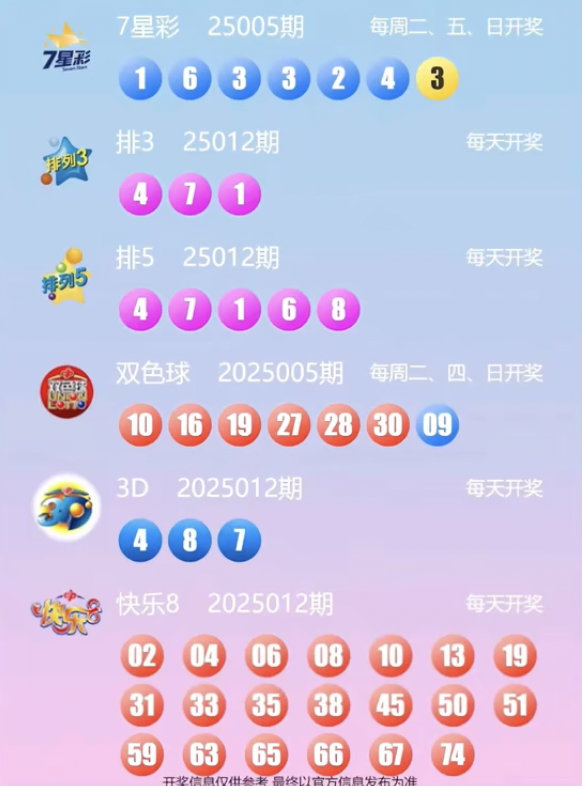 7星彩 25005期 每周二、五、日开奖
7星彩
1 6 3 3 2 4 3
排3 25012期 每天开奖
排列3
4 7 1
排5 25012期 每天开奖
排列5
4 7 1 6 8
双色球 2025005期 每周二、四、日开奖
双色球
UNION
LOTTO
10 16 19 27 28 30 09
3D 2025012期 每天开奖
4 8 7
快乐8 2025012期 每天开奖
快乐
02 04 06 08 10 13 19
31 33 35 38 45 50 51
59 63 65 66 67 74
开奖信息仅供参考 最终以官方信息发布为准